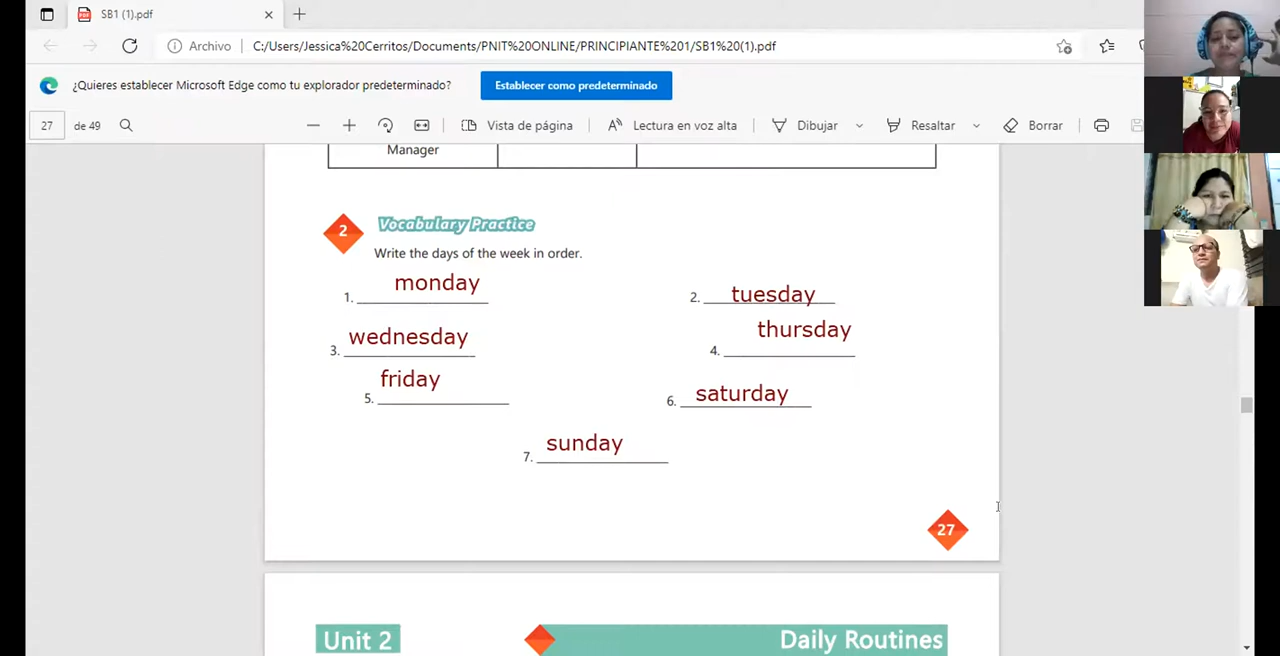 SB1 (1).pdf
Archivo C:/Users/Jessica%20Cerritos/Documents/PNIT%20ONLINE/PRINCIPIANTE%201/SB1%20(1).pdf
¿Quieres establecer Microsoft Edge como tu explorador predeterminado? Establecer como predeterminado
27 de 49 Vista de página Lectura en voz alta Dibujar Resaltar Borrar
Manager
2 Vocabulary Practice
Write the days of the week in order.
1. monday
2. tuesday
3. wednesday
4. thursday
5. friday
6. saturday
7. sunday
27
Unit 2 Daily Routines